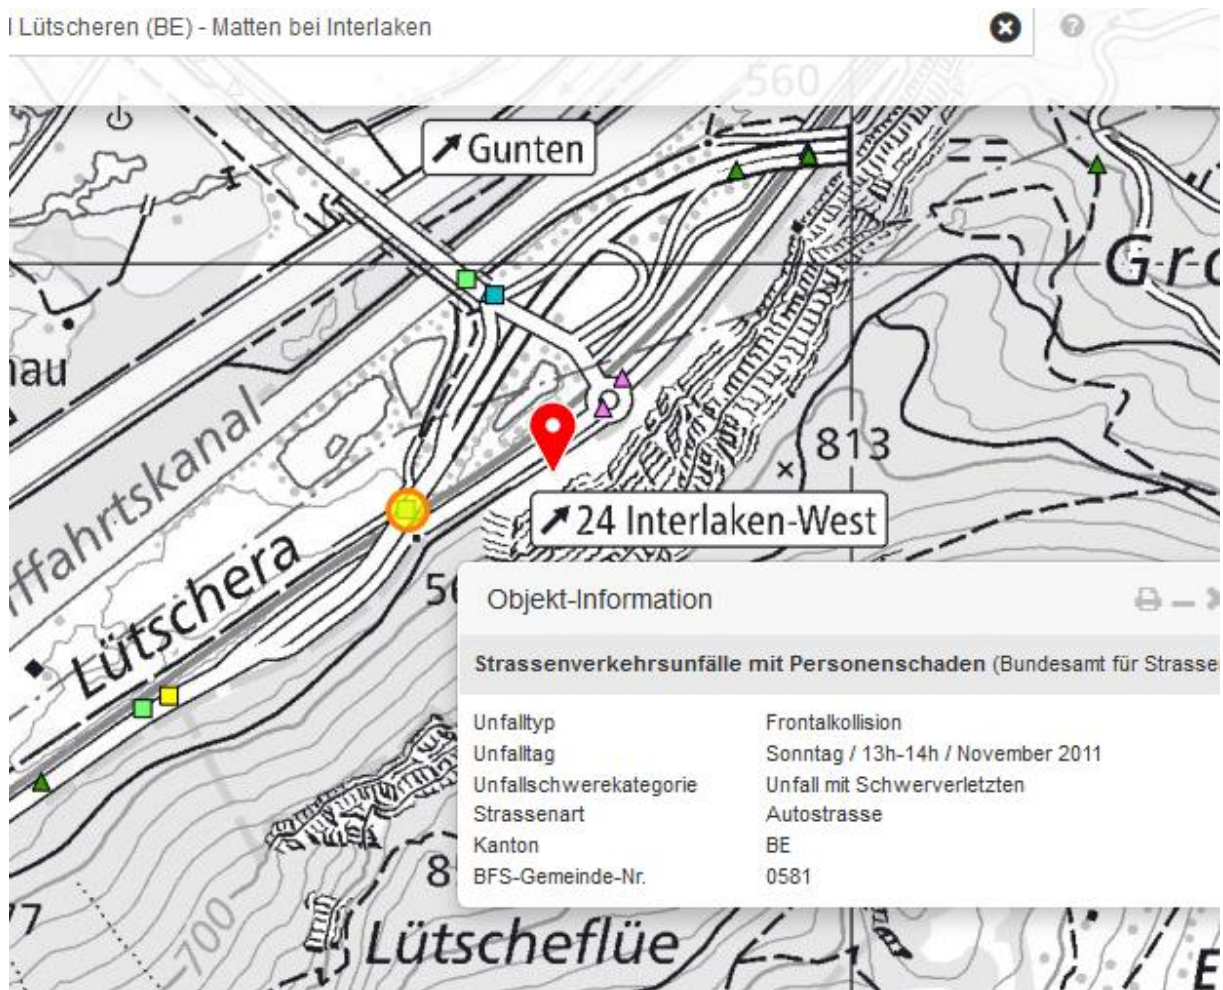 Lütscheren (BE) - Matten bei Interlaken
560
Gunten
Gro
nau
ffahrtskanal
813
24 Interlaken-West
Lütschera
56
Objekt-Information
Strassenverkehrsunfälle mit Personenschaden (Bundesamt für Strasse
Unfalltyp Frontalkollision
Unfalltag Sonntag / 13h-14h / November 2011
Unfallschwerekategorie Unfall mit Schwerverletzten
Strassenart Autostrasse
Kanton BE
BFS-Gemeinde-Nr. 0581
8
77
700
Lütscheflüe
E